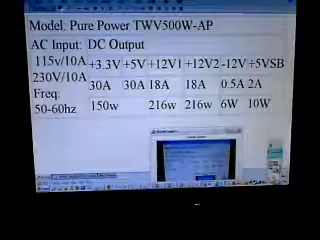 Model: Pure Power TWV500W-AP
AC Input: DC Output
115v/10A +3.3V +5V +12V1 +12V2 -12V +5VSB
230V/10A 30A 30A 18A 18A 0.5A 2A
Freq:
50-60hz 150w 216w 216w 6W 10W